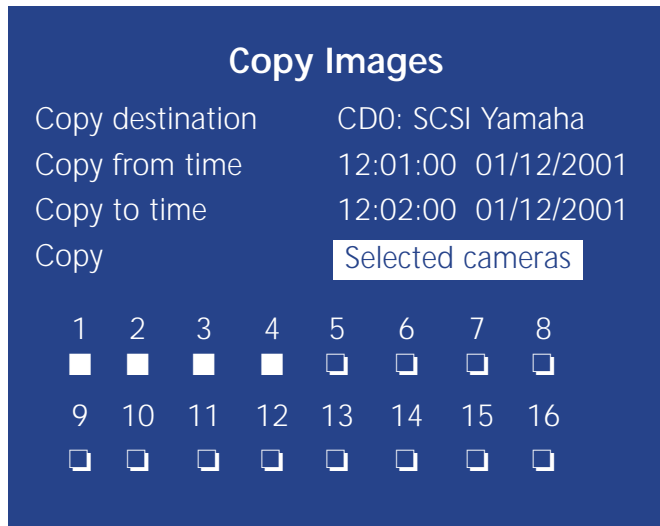 Copy Images
Copy destination CD0: SCSI Yamaha
Copy from time 12:01:00 01/12/2001
Copy to time 12:02:00 01/12/2001
Copy Selected cameras
1 2 3 4 5 6 7 8
9 10 11 12 13 14 15 16